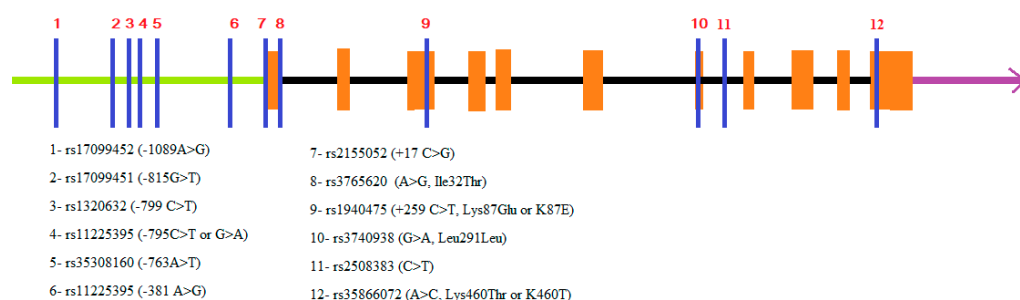 1 2 3 4 5 6 7 8 9 10 11 12
1- rs17099452 (-1089A>G)
2- rs17099451 (-815G>T)
3- rs1320632 (-799 C>T)
4- rs11225395 (-795C>T or G>A)
5- rs35308160 (-763A>T)
6- rs11225395 (-381 A>G)
7- rs2155052 (+17 C>G)
8- rs3765620 (A>G, Ile32Thr)
9- rs1940475 (+259 C>T, Lys87Glu or K87E)
10- rs3740938 (G>A, Leu291Leu)
11- rs2508383 (C>T)
12- rs35866072 (A>C, Lys460Thr or K460T)